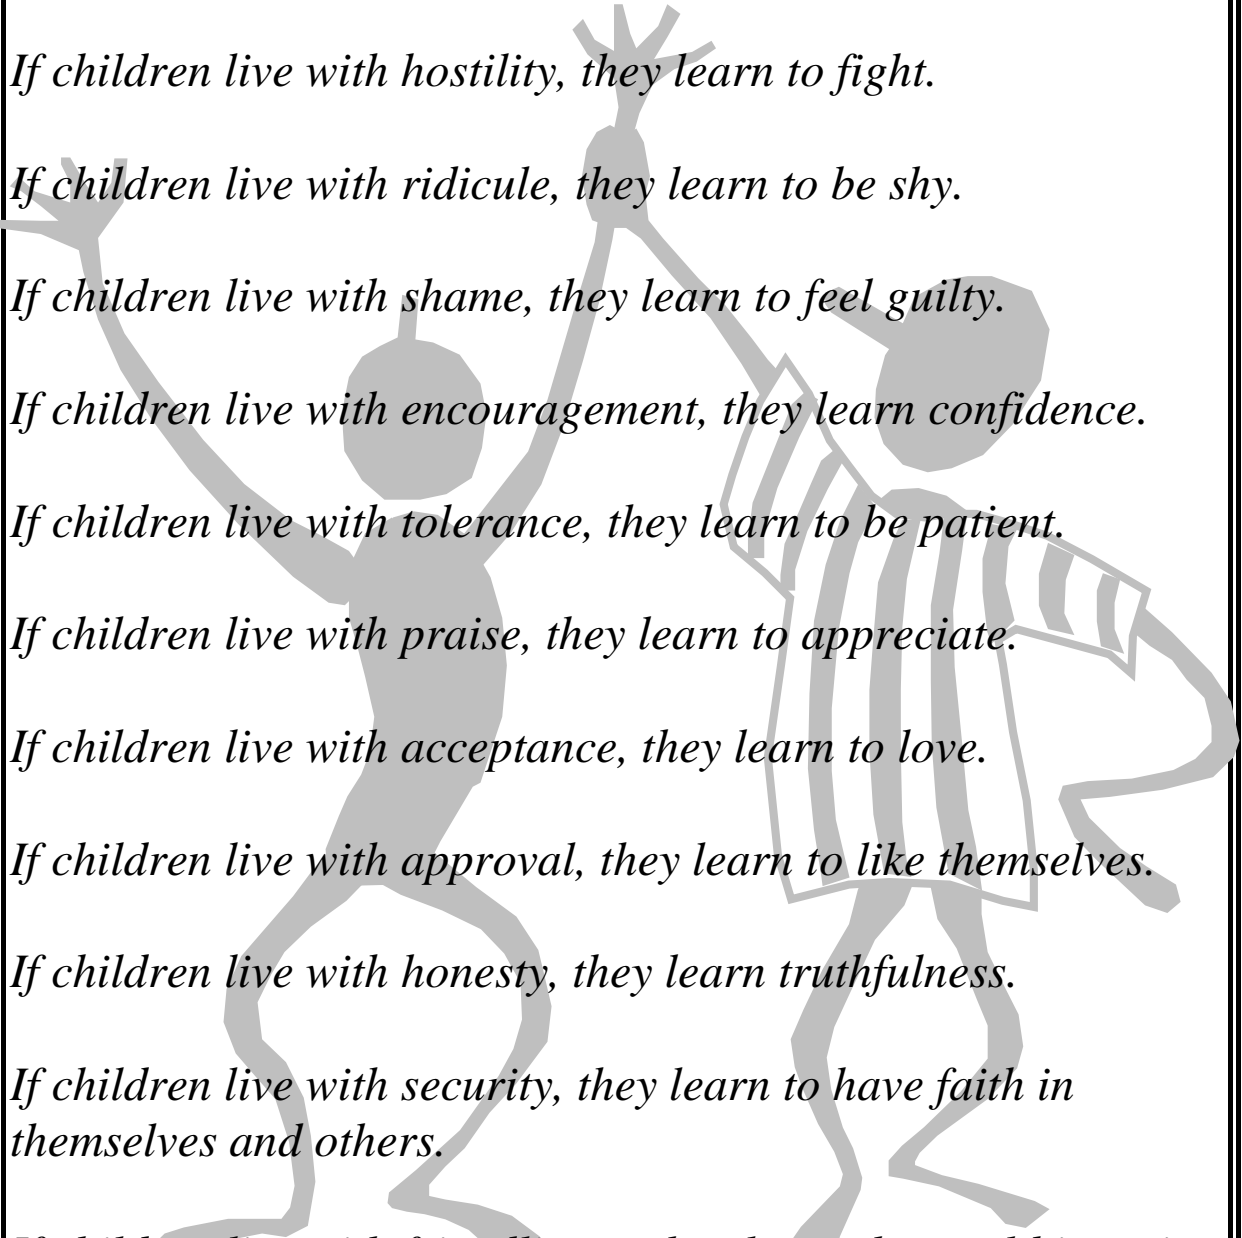 If children live with hostility, they learn to fight.
If children live with ridicule, they learn to be shy.
If children live with shame, they learn to feel guilty.
If children live with encouragement, they learn confidence.
If children live with tolerance, they learn to be patient.
If children live with praise, they learn to appreciate.
If children live with acceptance, they learn to love.
If children live with approval, they learn to like themselves.
If children live with honesty, they learn truthfulness.
If children live with security, they learn to have faith in
themselves and others.